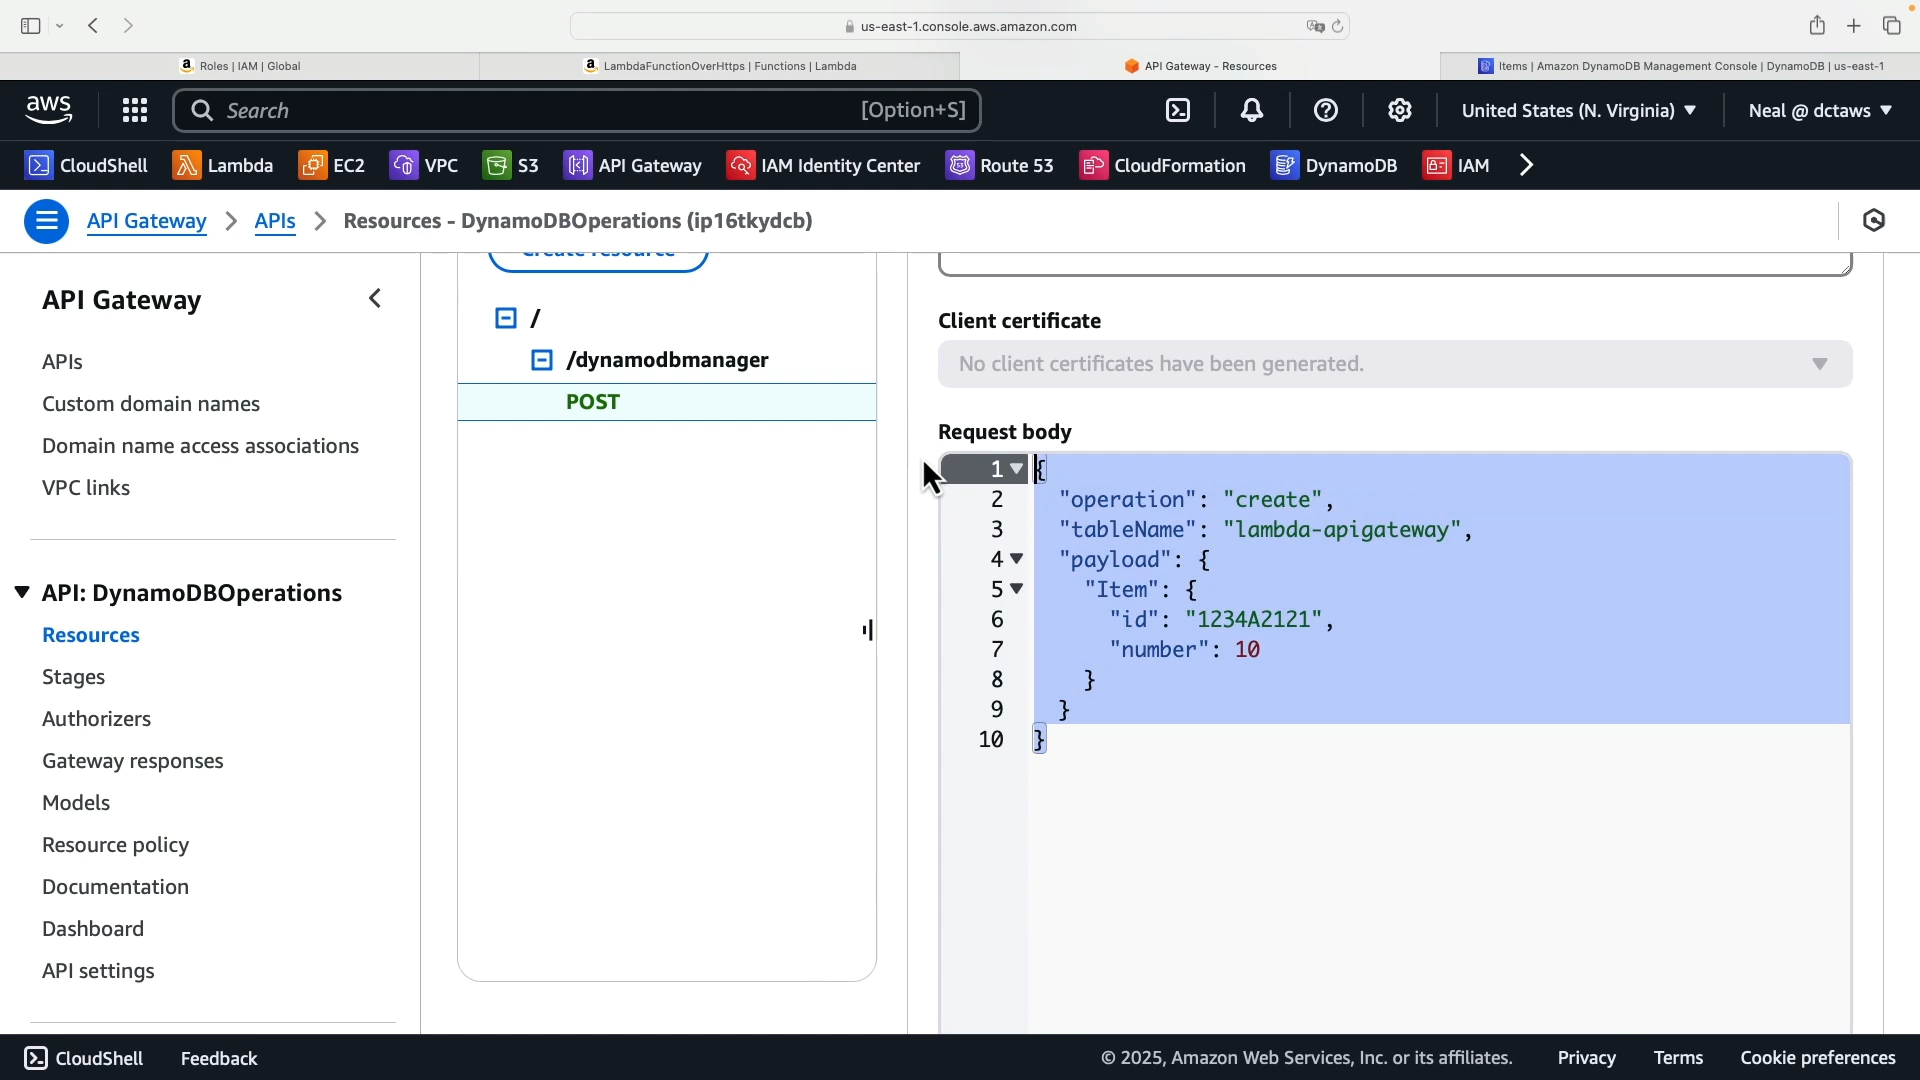 us-east-1.console.aws.amazon.com
Roles | IAM | Global
LambdaFunctionOverHttps | Functions | Lambda
API Gateway - Resources
Items | Amazon DynamoDB Management Console | DynamoDB | us-east-1
aws
Search
[Option+S]
United States (N. Virginia)
Neal @ dctaws
CloudShell
Lambda
EC2
VPC
S3
API Gateway
IAM Identity Center
Route 53
CloudFormation
DynamoDB
IAM
API Gateway
APIs
Resources - DynamoDBOperations (ip16tkydcb)
API Gateway
APIs
Custom domain names
Domain name access associations
VPC links
API: DynamoDBOperations
Resources
Stages
Authorizers
Gateway responses
Models
Resource policy
Documentation
Dashboard
API settings
Create resource
/
/dynamodbmanager
POST
Client certificate
No client certificates have been generated.
Request body
1 {
2 "operation": "create",
3 "tableName": "lambda-apigateway",
4 "payload": {
5 "Item": {
6 "id": "1234A2121",
7 "number": 10
8 }
9 }
10 }
CloudShell
Feedback
© 2025, Amazon Web Services, Inc. or its affiliates.
Privacy
Terms
Cookie preferences